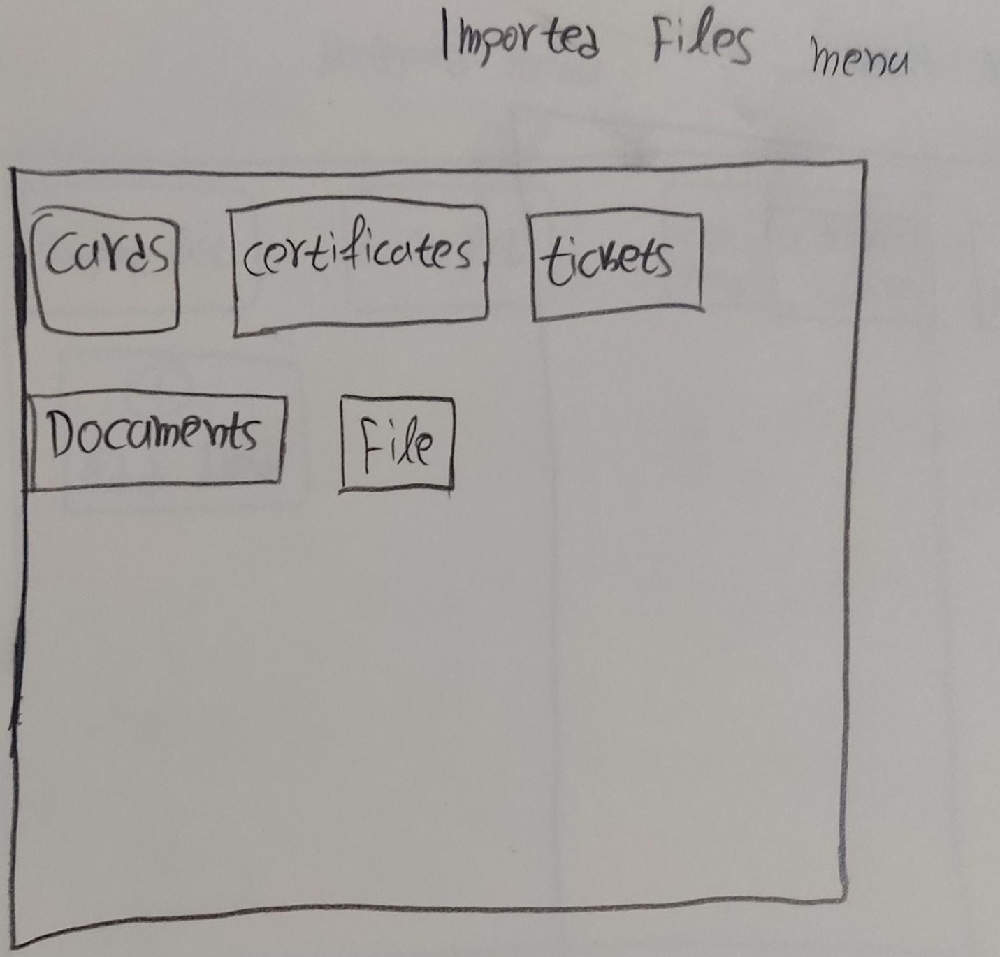 Imported Files menu
Cards certificates tickets
Documents File